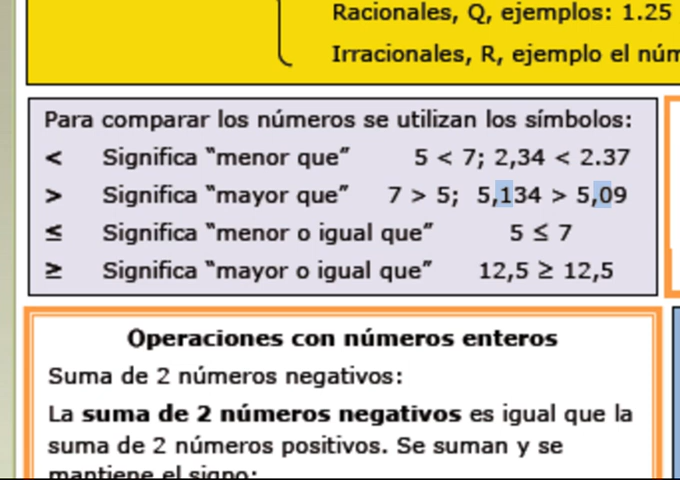 Racionales, Q, ejemplos: 1.25
Irracionales, R, ejemplo el
Para comparar los números se utilizan los símbolos:
< Significa “menor que” 5 < 7; 2,34 < 2.37
> Significa “mayor que” 7 > 5; 5,134 > 5,09
≤ Significa “menor o igual que” 5 ≤ 7
≥ Significa “mayor o igual que” 12,5 ≥ 12,5
Operaciones con números enteros
Suma de 2 números negativos:
La suma de 2 números negativos es igual que la
suma de 2 números positivos. Se suman y se
mantiene el signo: